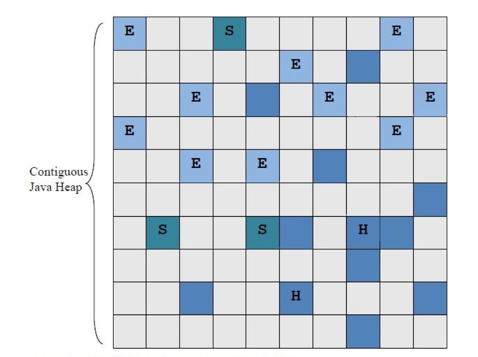 E S E
E
E E E
E E
Contiguous
Java Heap
E E
S S H
H